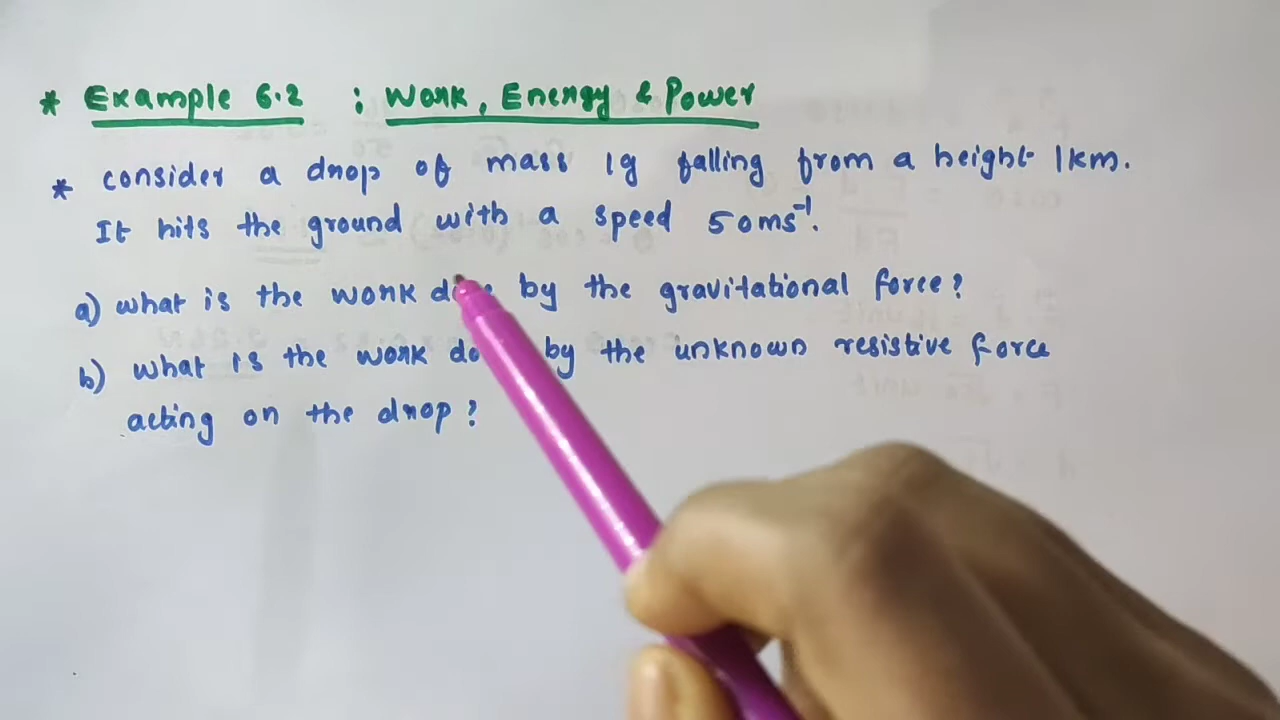 * Example 6.2 : Work, Energy & Power
* consider a drop of mass 1g falling from a height 1km.
It hits the ground with a speed 50ms⁻¹.
a) what is the work by the gravitational force?
b) what is the work by the unknown resistive force
acting on the drop?